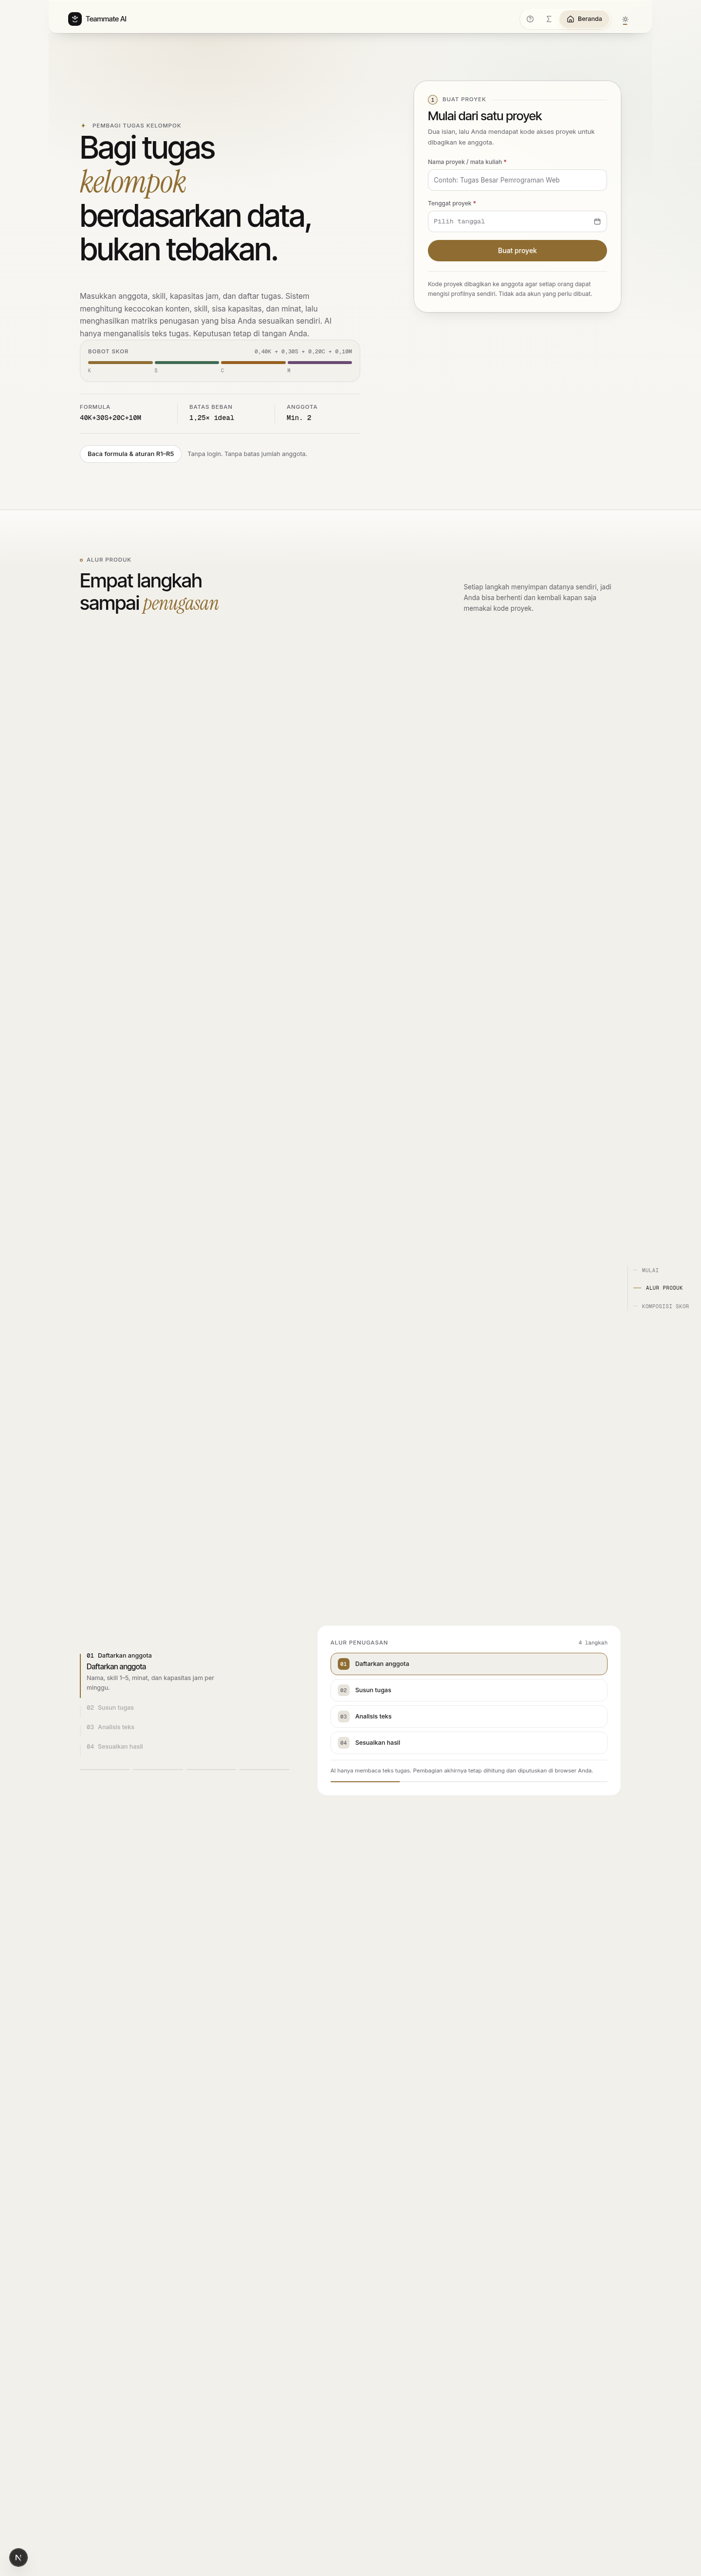 Teammate AI
Beranda
PEMBAGI TUGAS KELOMPOK
Bagi tugas
kelompok
berdasarkan data,
bukan tebakan.
Masukkan anggota, skill, kapasitas jam, dan daftar tugas. Sistem
menghitung kecocokan konten, skill, sisa kapasitas, dan minat, lalu
menghasilkan matriks penugasan yang bisa Anda sesuaikan sendiri. AI
hanya menganalisis teks tugas. Keputusan tetap di tangan Anda.
BOBOT SKOR
0,40K + 0,30S + 0,20C + 0,10M
K
S
C
M
FORMULA
40K+30S+20C+10M
BATAS BEBAN
1,25× ideal
ANGGOTA
Min. 2
Baca formula & aturan R1–R5
Tanpa login. Tanpa batas jumlah anggota.
1
BUAT PROYEK
Mulai dari satu proyek
Dua isian, lalu Anda mendapat kode akses proyek untuk
dibagikan ke anggota.
Nama proyek / mata kuliah *
Contoh: Tugas Besar Pemrograman Web
Tenggat proyek *
Pilih tanggal
Buat proyek
Kode proyek dibagikan ke anggota agar setiap orang dapat
mengisi profilnya sendiri. Tidak ada akun yang perlu dibuat.
ALUR PRODUK
Empat langkah
sampai penugasan
Setiap langkah menyimpan datanya sendiri, jadi
Anda bisa berhenti dan kembali kapan saja
memakai kode proyek.
MULAI
ALUR PRODUK
KOMPOSISI SKOR
01 Daftarkan anggota
Daftarkan anggota
Nama, skill 1–5, minat, dan kapasitas jam per
minggu.
02 Susun tugas
03 Analisis teks
04 Sesuaikan hasil
ALUR PENUGASAN
4 langkah
01 Daftarkan anggota
02 Susun tugas
03 Analisis teks
04 Sesuaikan hasil
AI hanya membaca teks tugas. Pembagian akhirnya tetap dihitung dan diputuskan di browser Anda.
N